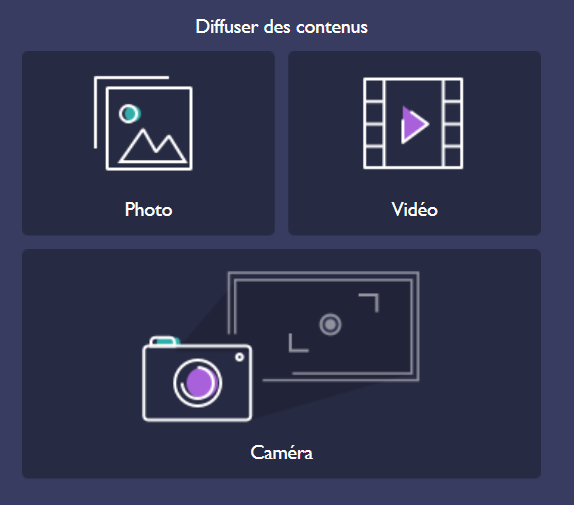 Diffuser des contenus
Photo
Vidéo
Caméra